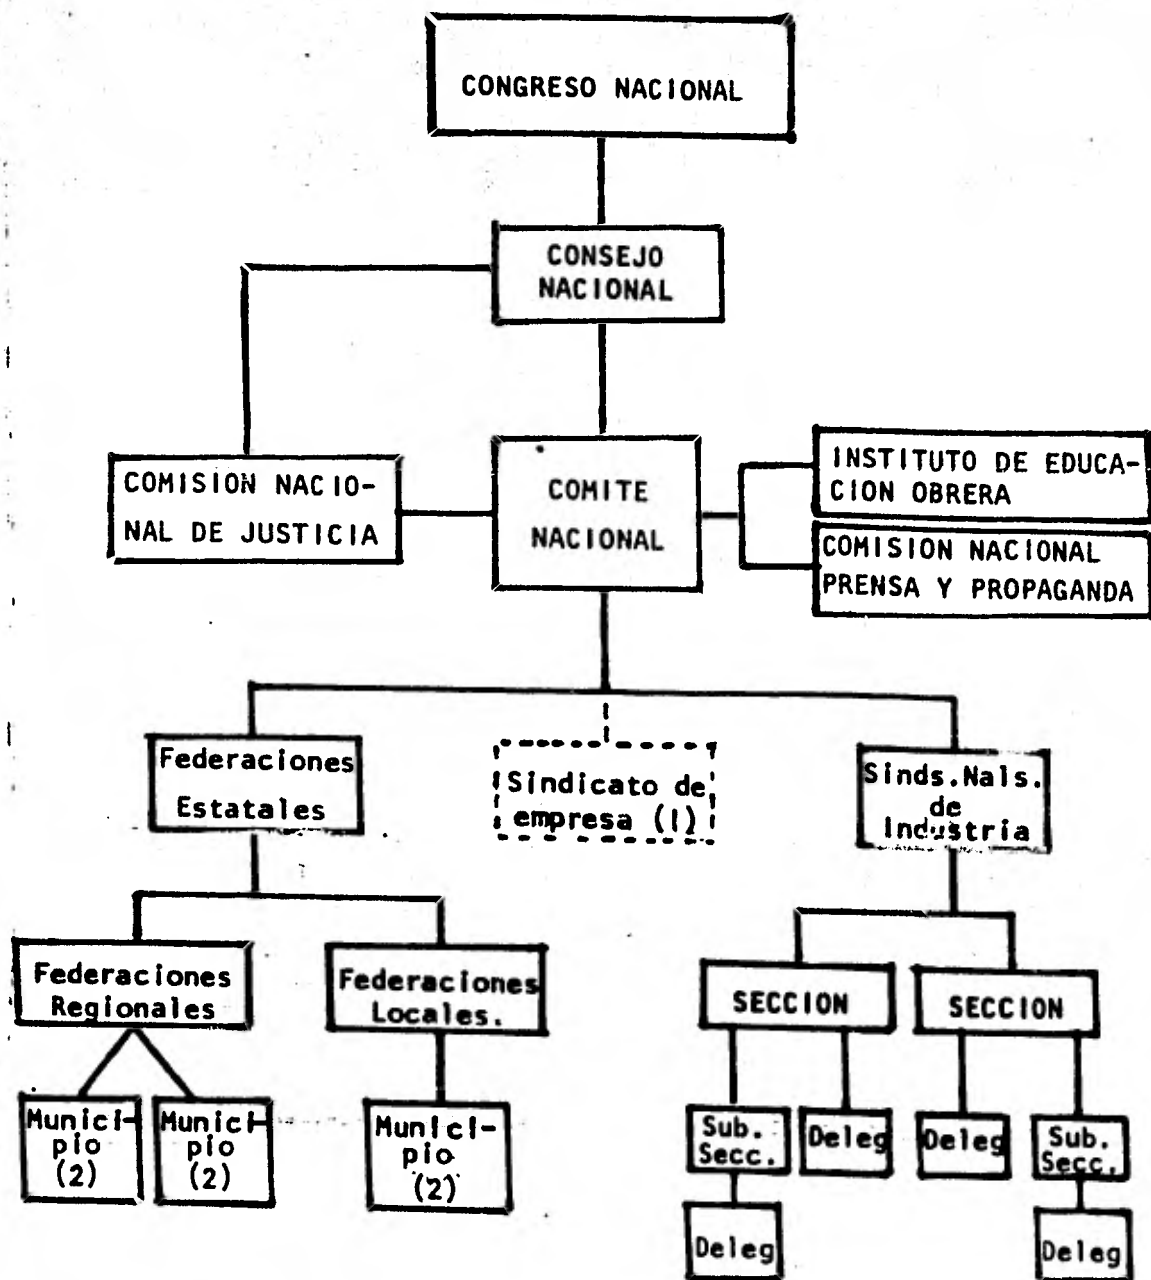 CONGRESO NACIONAL
CONSEJO
NACIONAL
COMISION NACIO-
NAL DE JUSTICIA
COMITE
NACIONAL
INSTITUTO DE EDUCA-
CION OBRERA
COMISION NACIONAL
PRENSA Y PROPAGANDA
Federaciones
Estatales
Sindicato de
empresa (1)
Sinds.Nals.
de
Industria
Federaciones
Regionales
Federaciones
Locales.
SECCION
SECCION
Munici-
pio
(2)
Munici-
pio
(2)
Munici-
pio
(2)
Sub.
Secc.
Deleg
Deleg
Sub.
Secc.
Deleg
Deleg